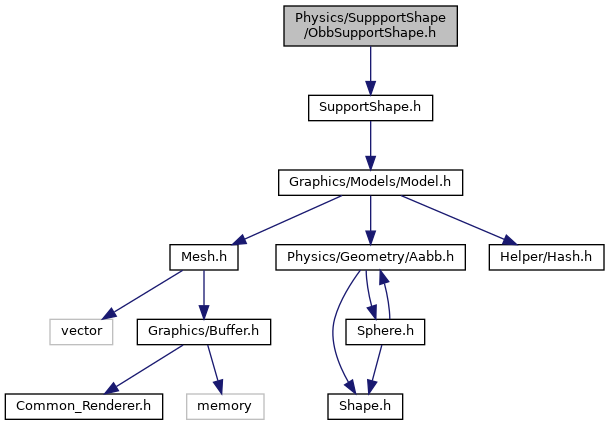 Physics/SuppportShape
/ObbSupportShape.h
SupportShape.h
Graphics/Models/Model.h
Mesh.h
Physics/Geometry/Aabb.h
Helper/Hash.h
vector
Graphics/Buffer.h
Sphere.h
Common_Renderer.h
memory
Shape.h